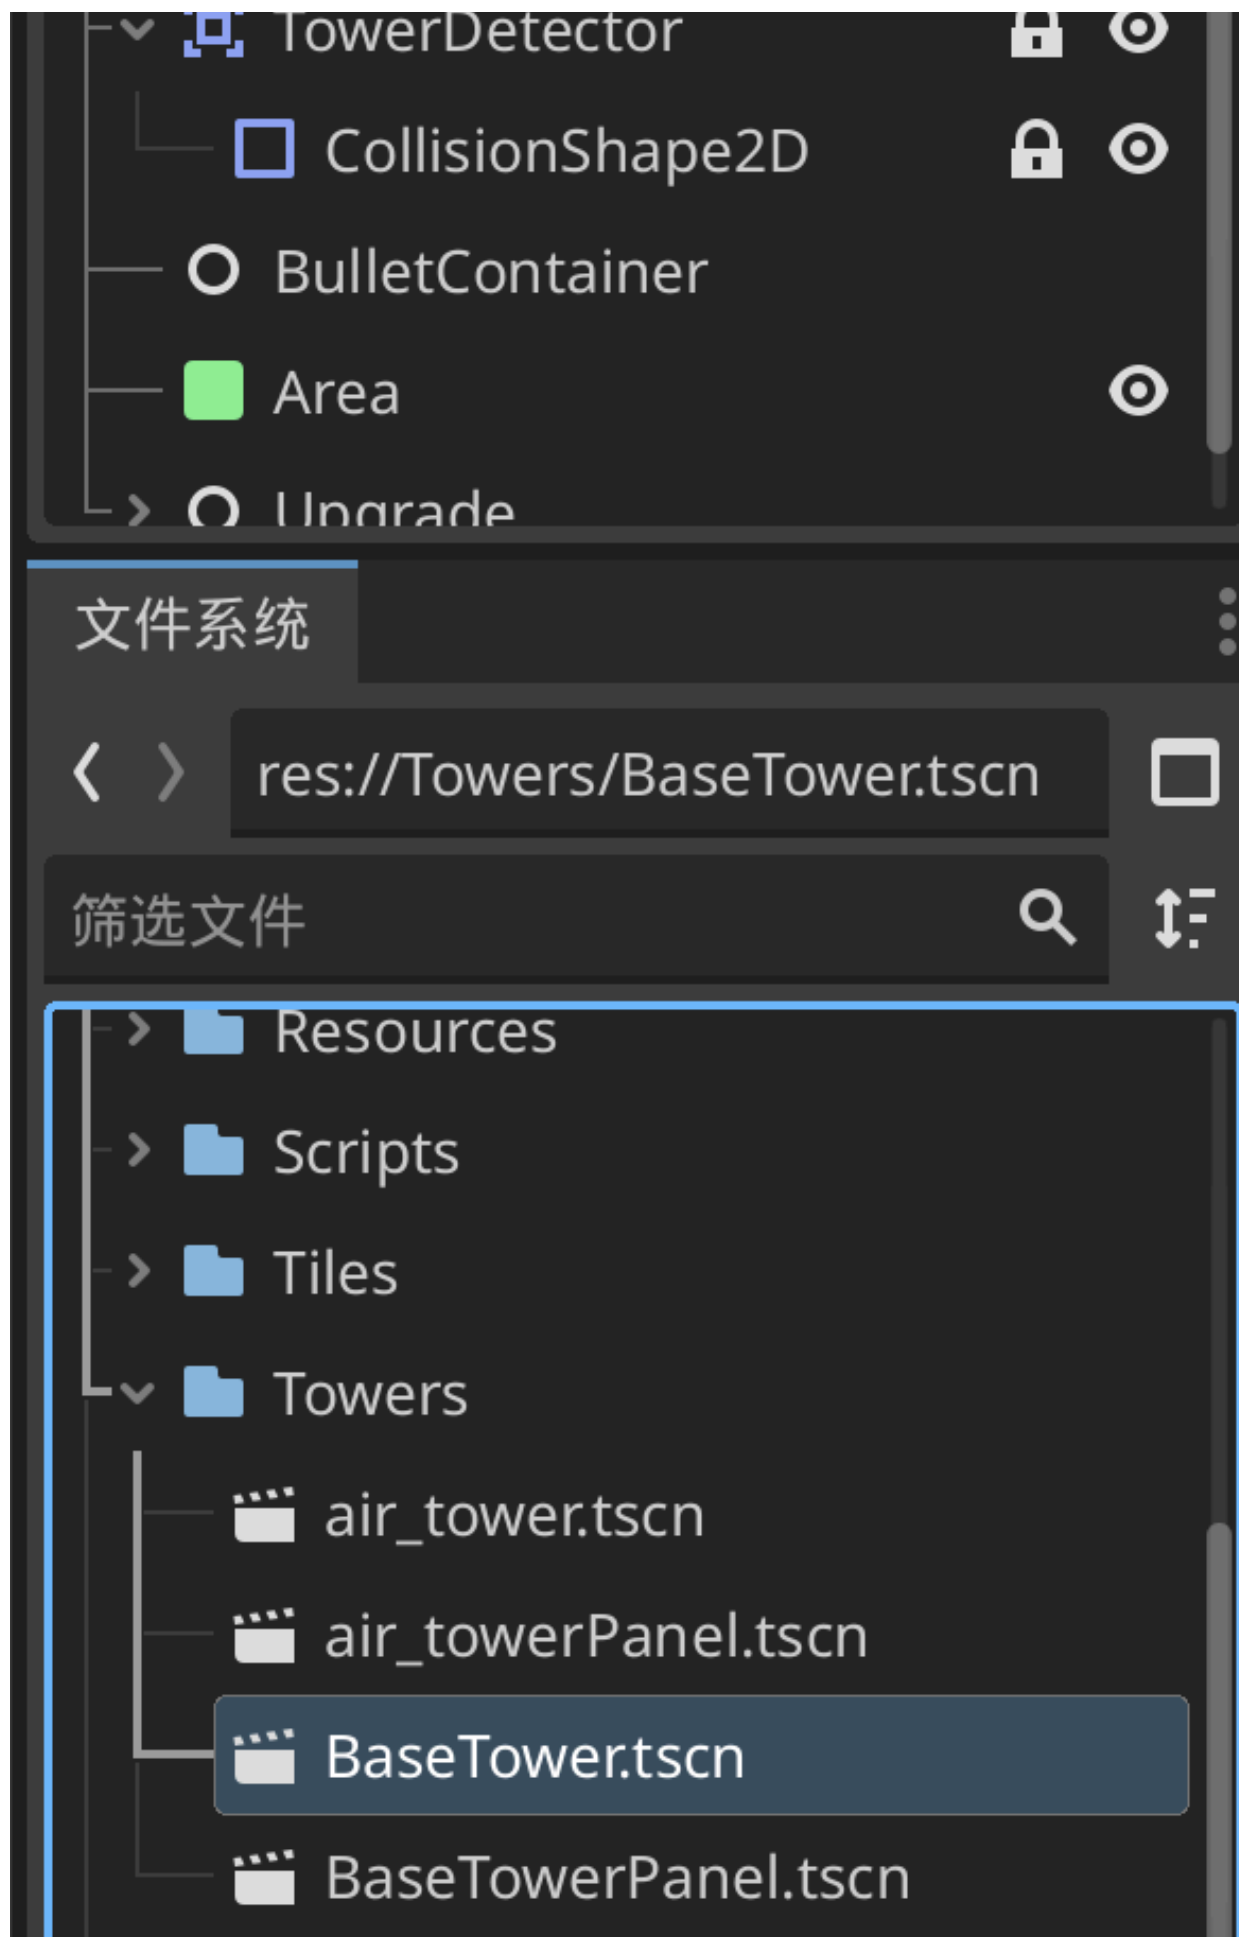 TowerDetector
CollisionShape2D
BulletContainer
Area
Upgrade
文件系统
res://Towers/BaseTower.tscn
筛选文件
Resources
Scripts
Tiles
Towers
air_tower.tscn
air_towerPanel.tscn
BaseTower.tscn
BaseTowerPanel.tscn